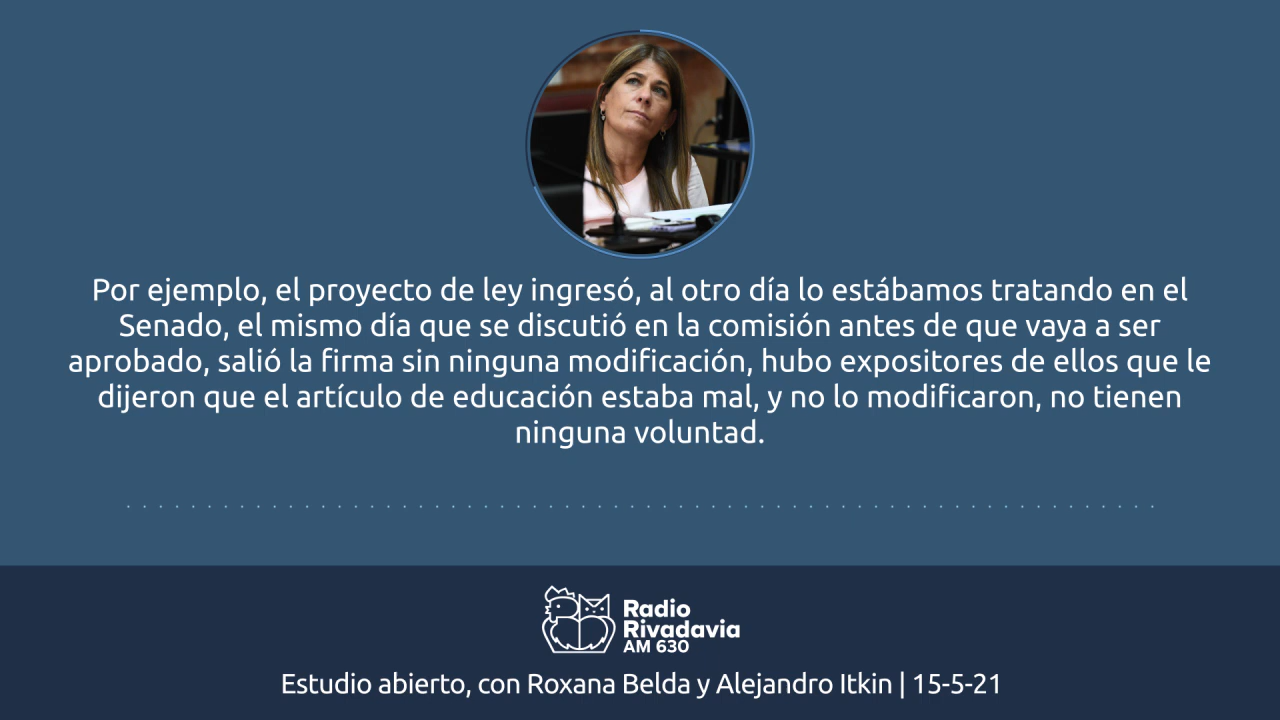 Por ejemplo, el proyecto de ley ingresó, al otro día lo estábamos tratando en el
Senado, el mismo día que se discutió en la comisión antes de que vaya a ser
aprobado, salió la firma sin ninguna modificación, hubo expositores de ellos que le
dijeron que el artículo de educación estaba mal, y no lo modificaron, no tienen
ninguna voluntad.
Radio
Rivadavia
AM 630
Estudio abierto, con Roxana Belda y Alejandro Itkin | 15-5-21